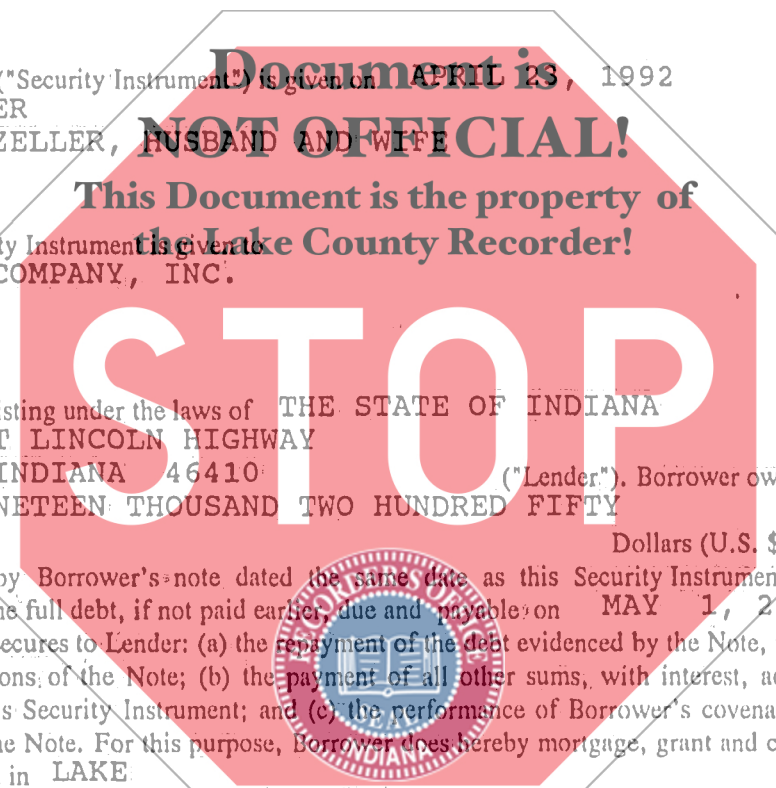 Document is
("Security Instrument") is given on APRIL 23, 1992
ER
NOT OFFICIAL!
ZELLER, HUSBAND AND WIFE
This Document is the property of
the Lake County Recorder!
ty Instrument is given to
COMPANY, INC.
STOP
isting under the laws of THE STATE OF INDIANA
T LINCOLN HIGHWAY
INDIANA 46410 ("Lender"). Borrower ow
NETEEN THOUSAND TWO HUNDRED FIFTY
Dollars (U.S. $
by Borrower's note dated the same date as this Security Instrumen
ne full debt, if not paid earlier, due and payable on MAY 1, 2
ecures to Lender: (a) the repayment of the debt evidenced by the Note,
ons of the Note; (b) the payment of all other sums, with interest, ad
s Security Instrument; and (c) the performance of Borrower's covena
ne Note. For this purpose, Borrower does hereby mortgage, grant and c
in LAKE
RECORDER'S OFFICE
INDIANA